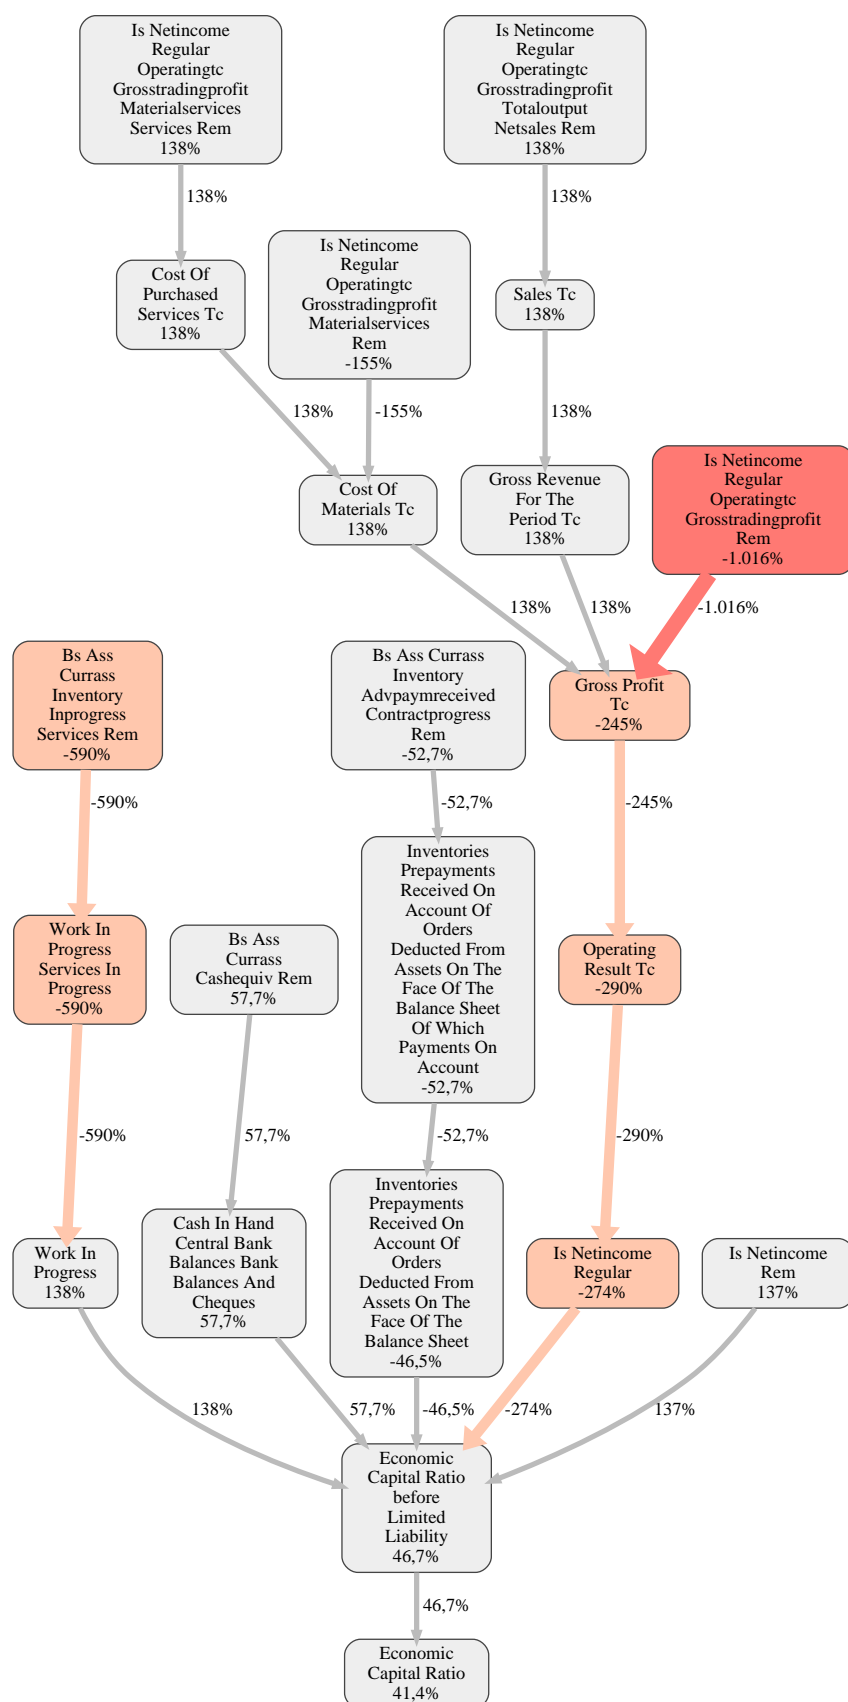 Is Netincome
Regular
Operatingtc
Grosstradingprofit
Materialservices
Services Rem
138%
Is Netincome
Regular
Operatingtc
Grosstradingprofit
Totaloutput
Netsales Rem
138%
138%
138%
Is Netincome
Regular
Operatingtc
Grosstradingprofit
Materialservices
Rem
-155%
Cost Of
Purchased
Services Tc
138%
Sales Tc
138%
138%
-155%
138%
Is Netincome
Regular
Operatingtc
Grosstradingprofit
Rem
-1.016%
Cost Of
Materials Tc
138%
Gross Revenue
For The
Period Tc
138%
138%
138%
-1.016%
Bs Ass
Currass
Inventory
Inprogress
Services Rem
-590%
Bs Ass Currass
Inventory
Advpaymreceived
Contractprogress
Rem
-52,7%
Gross Profit
Tc
-245%
-590%
-52,7%
-245%
Inventories
Prepayments
Received On
Account Of
Orders
Deducted From
Assets On The
Face Of The
Balance Sheet
Of Which
Payments On
Account
-52,7%
Work In
Progress
Services In
Progress
-590%
Bs Ass
Currass
Cashequiv Rem
57,7%
Operating
Result Tc
-290%
-590%
57,7%
-52,7%
-290%
Inventories
Prepayments
Received On
Account Of
Orders
Deducted From
Assets On The
Face Of The
Balance Sheet
-46,5%
Work In
Progress
138%
Cash In Hand
Central Bank
Balances Bank
Balances And
Cheques
57,7%
Is Netincome
Regular
-274%
Is Netincome
Rem
137%
138%
57,7%
-46,5%
-274%
137%
Economic
Capital Ratio
before
Limited
Liability
46,7%
46,7%
Economic
Capital Ratio
41,4%